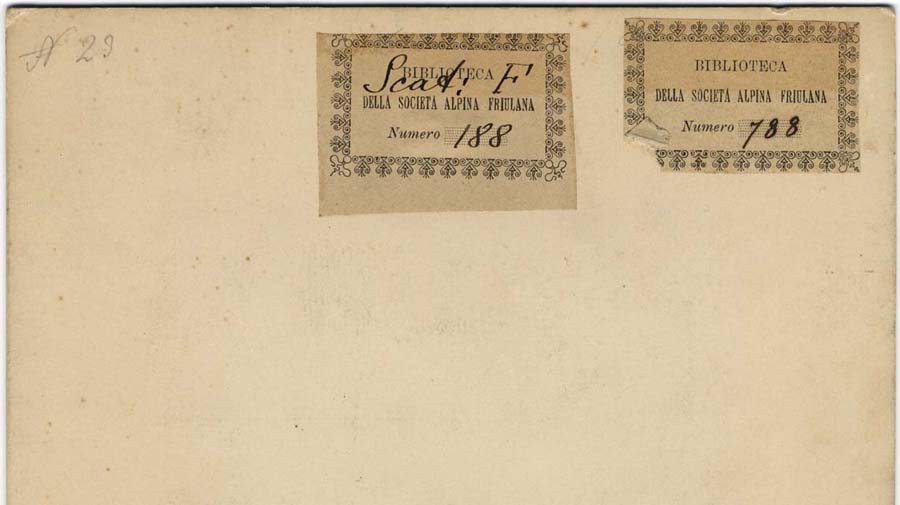 N 23
Scat: F
BIBLIOTECA
DELLA SOCIETÀ ALPINA FRIULANA
Numero 188
BIBLIOTECA
DELLA SOCIETÀ ALPINA FRIULANA
Numero 788